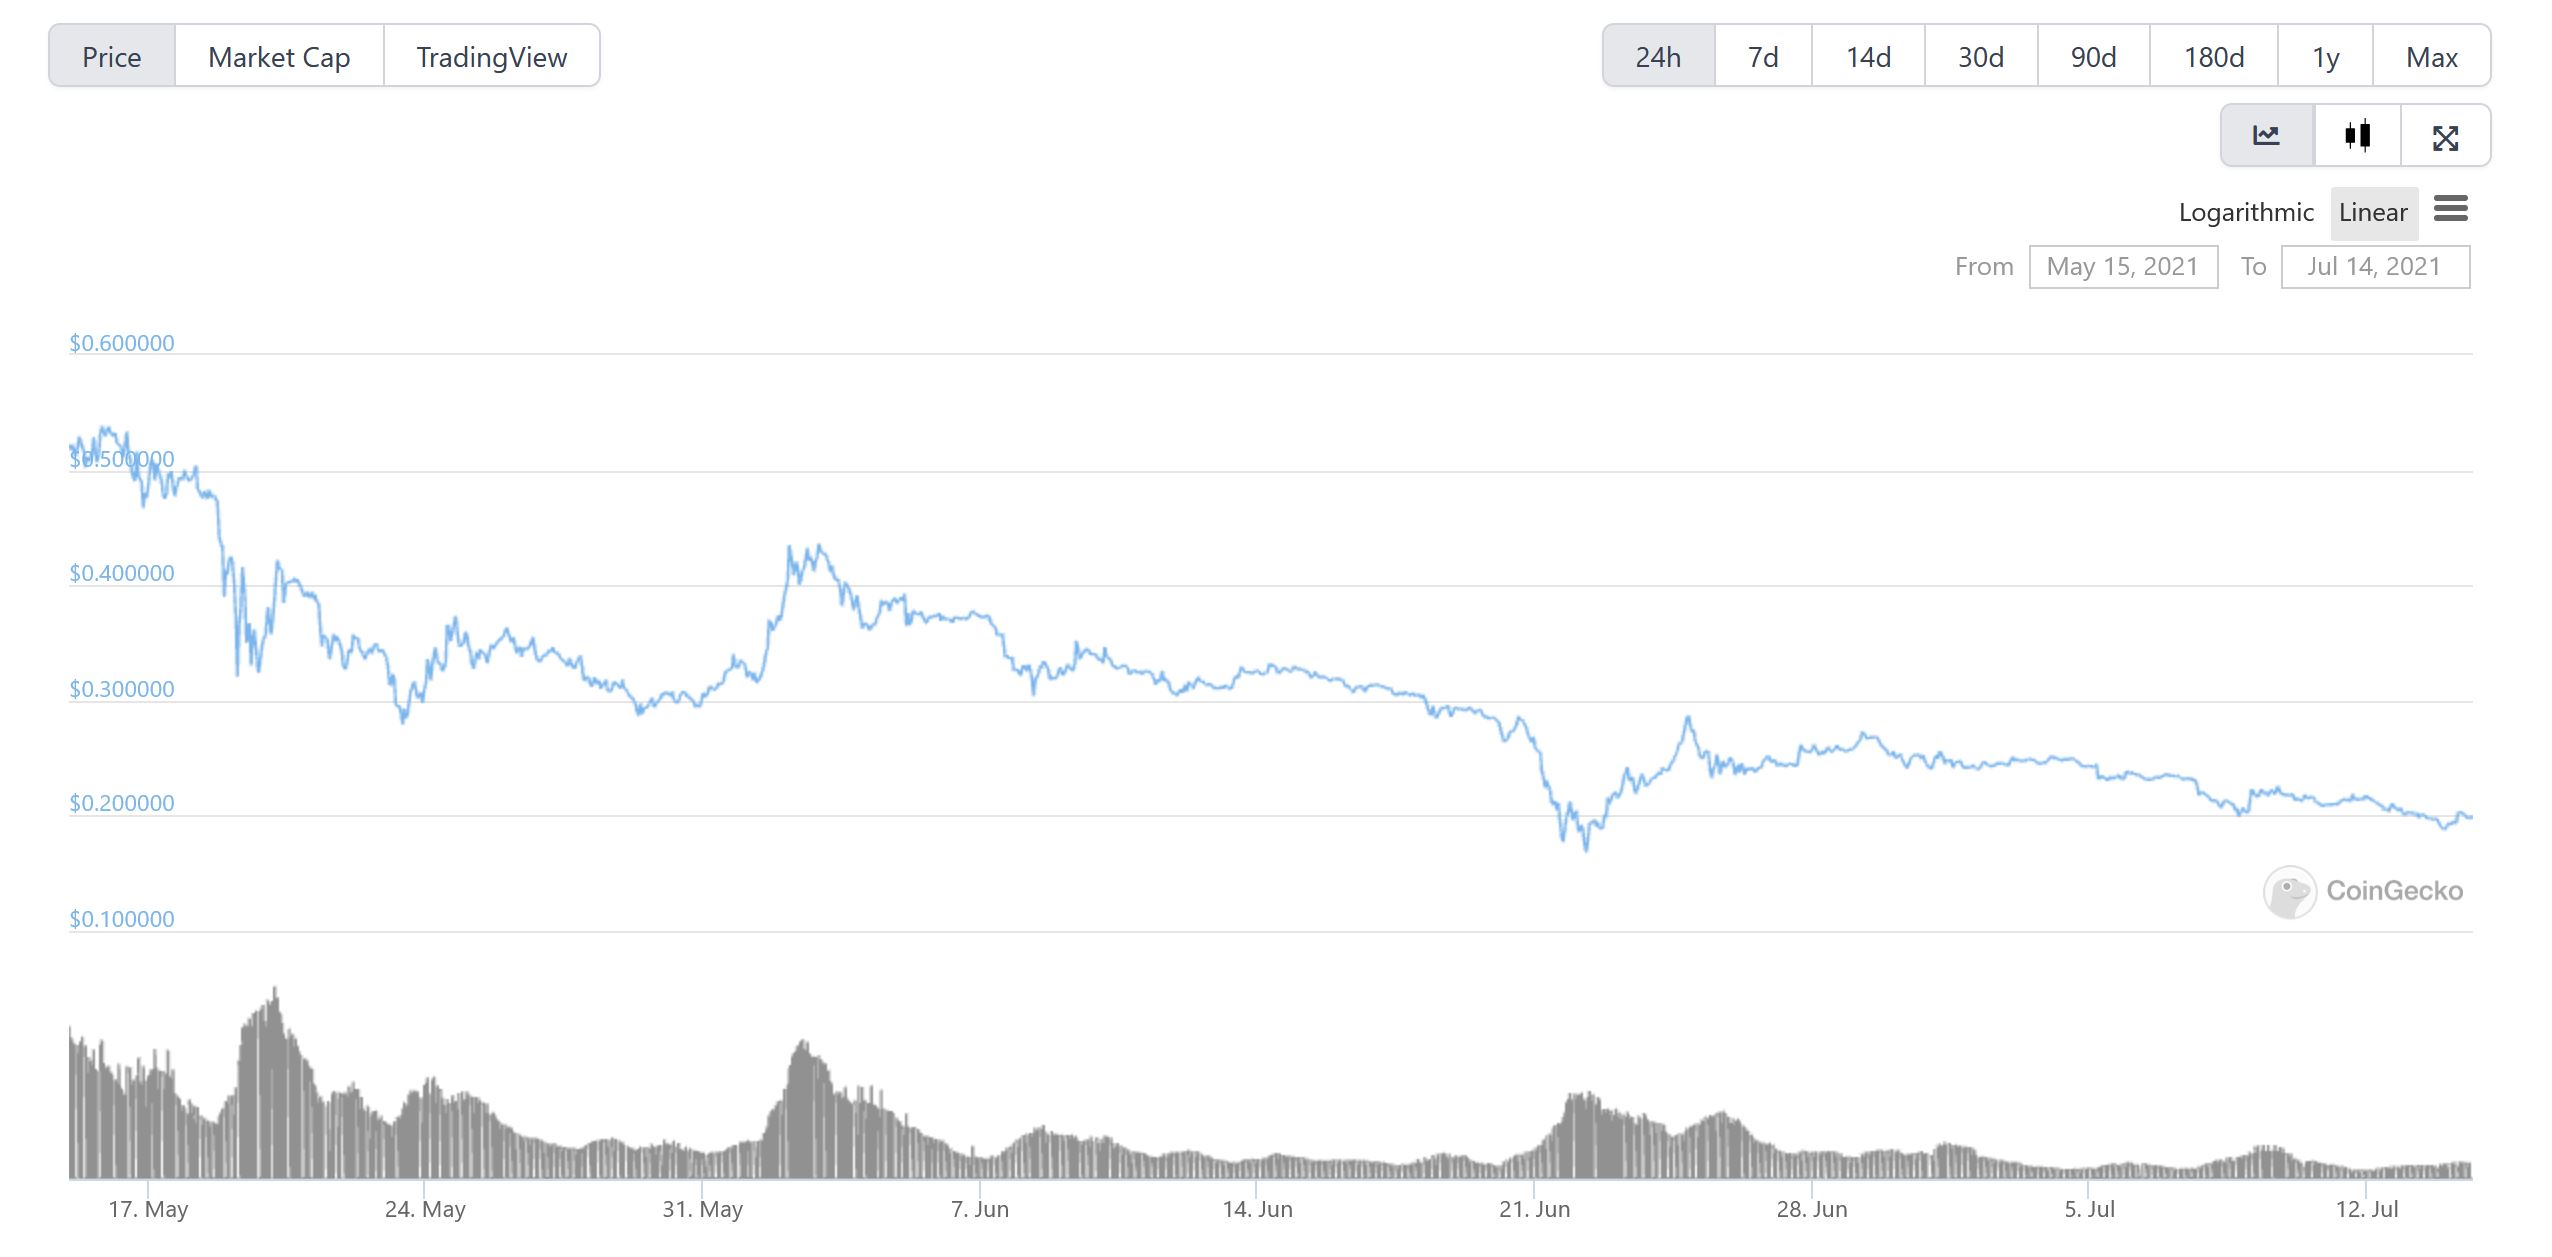 Price Market Cap TradingView 24h 7d 14d 30d 90d 180d 1y Max
Logarithmic Linear
From May 15, 2021 To Jul 14, 2021
$0.600000
$0.500000
$0.400000
$0.300000
$0.200000
CoinGecko
$0.100000
17. May 24. May 31. May 7. Jun 14. Jun 21. Jun 28. Jun 5. Jul 12. Jul